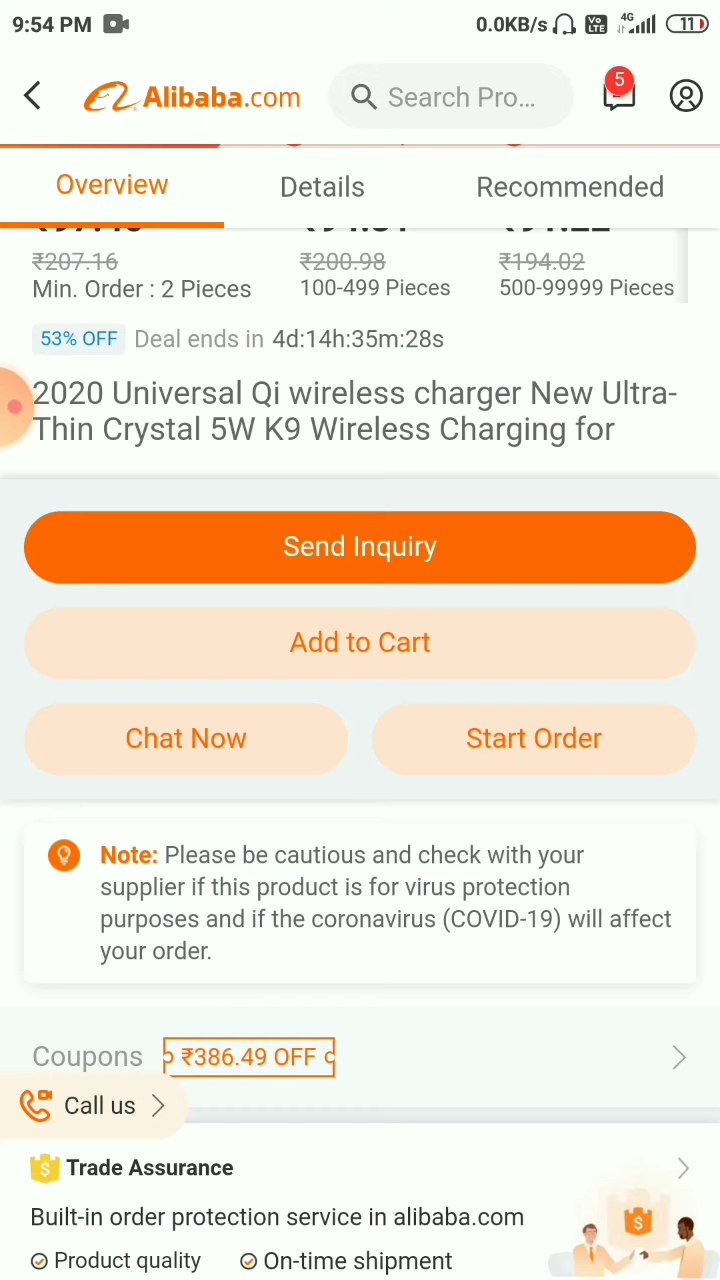 9:54 PM 0.0KB/s Vo LTE 4G 11
Alibaba.com Search Pro... 5
Overview Details Recommended
₹207.16 ₹200.98 ₹194.02
Min. Order : 2 Pieces 100-499 Pieces 500-99999 Pieces
53% OFF Deal ends in 4d:14h:35m:28s
2020 Universal Qi wireless charger New Ultra-
Thin Crystal 5W K9 Wireless Charging for
Send Inquiry
Add to Cart
Chat Now Start Order
Note: Please be cautious and check with your
supplier if this product is for virus protection
purposes and if the coronavirus (COVID-19) will affect
your order.
Coupons ₹386.49 OFF
Call us
Trade Assurance
Built-in order protection service in alibaba.com
Product quality On-time shipment